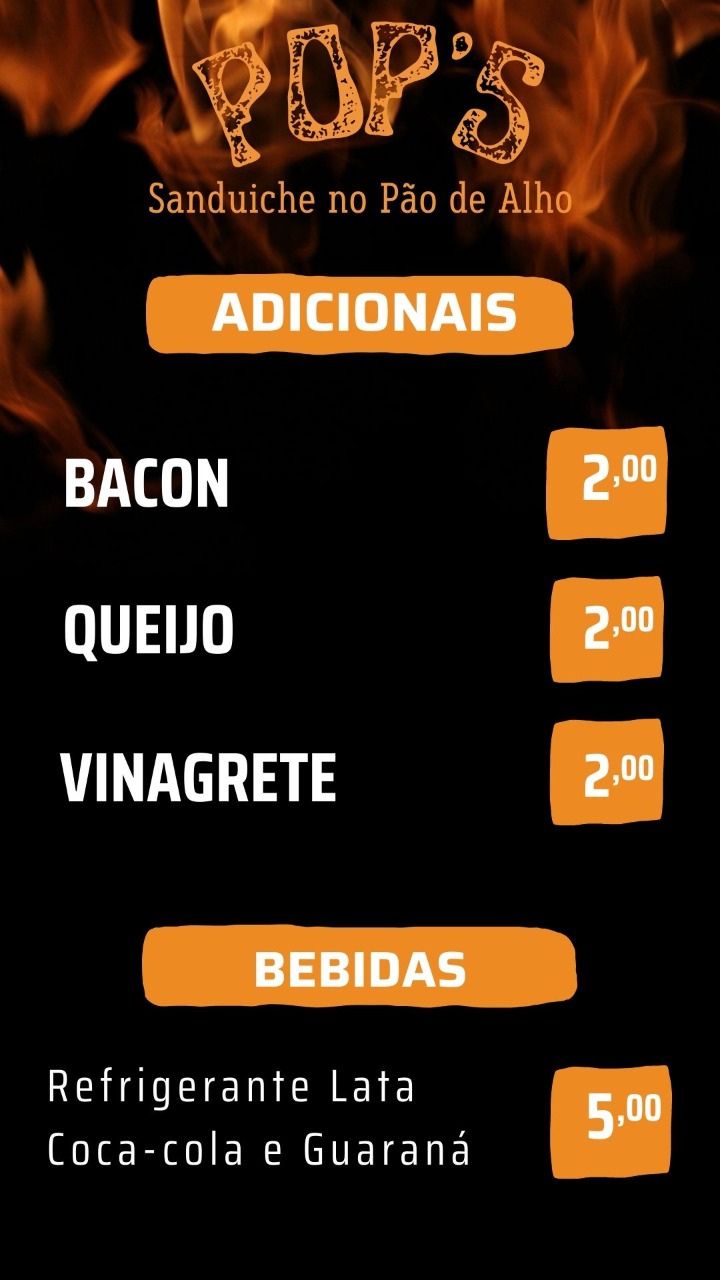 POP'S
Sanduiche no Pão de Alho
ADICIONAIS
BACON 2,00
QUEIJO 2,00
VINAGRETE 2,00
BEBIDAS
Refrigerante Lata
Coca-cola e Guaraná 5,00